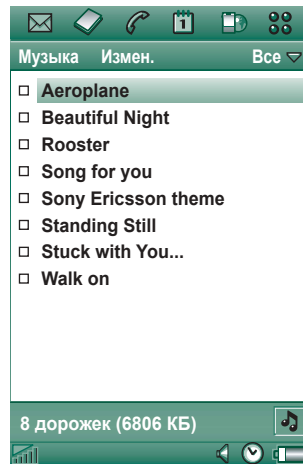 Музыка Измен. Все
Aeroplane
Beautiful Night
Rooster
Song for you
Sony Ericsson theme
Standing Still
Stuck with You...
Walk on
8 дорожек (6806 КБ)